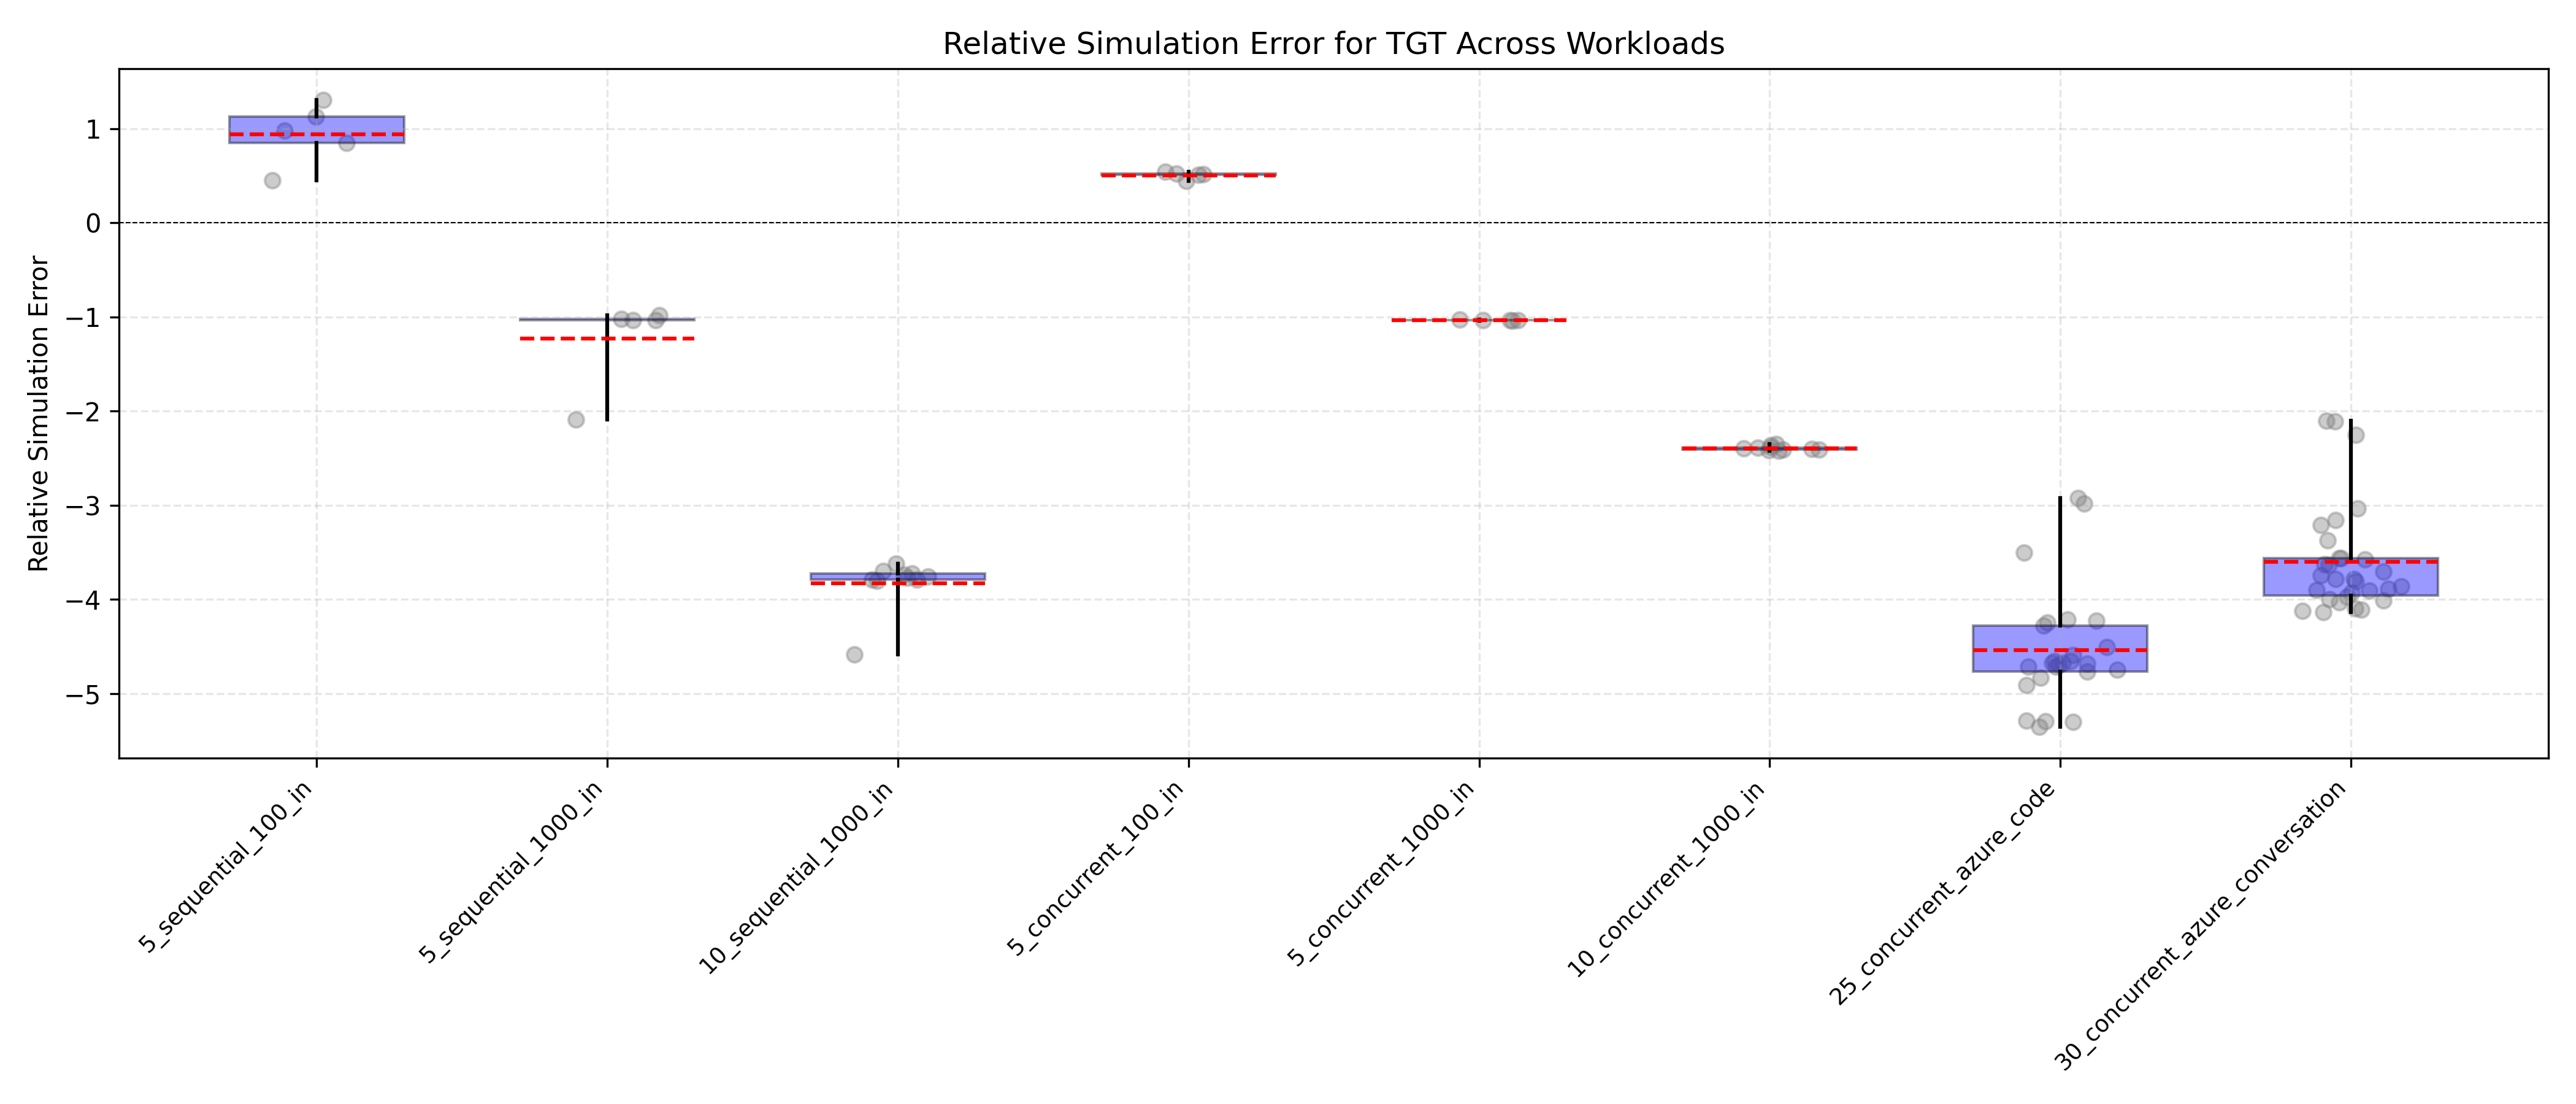 Relative Simulation Error for TGT Across Workloads
Relative Simulation Error
1
0
−1
−2
−3
−4
−5
5_sequential_100_in
5_sequential_1000_in
10_sequential_1000_in
5_concurrent_100_in
5_concurrent_1000_in
10_concurrent_1000_in
25_concurrent_azure_code
30_concurrent_azure_conversation